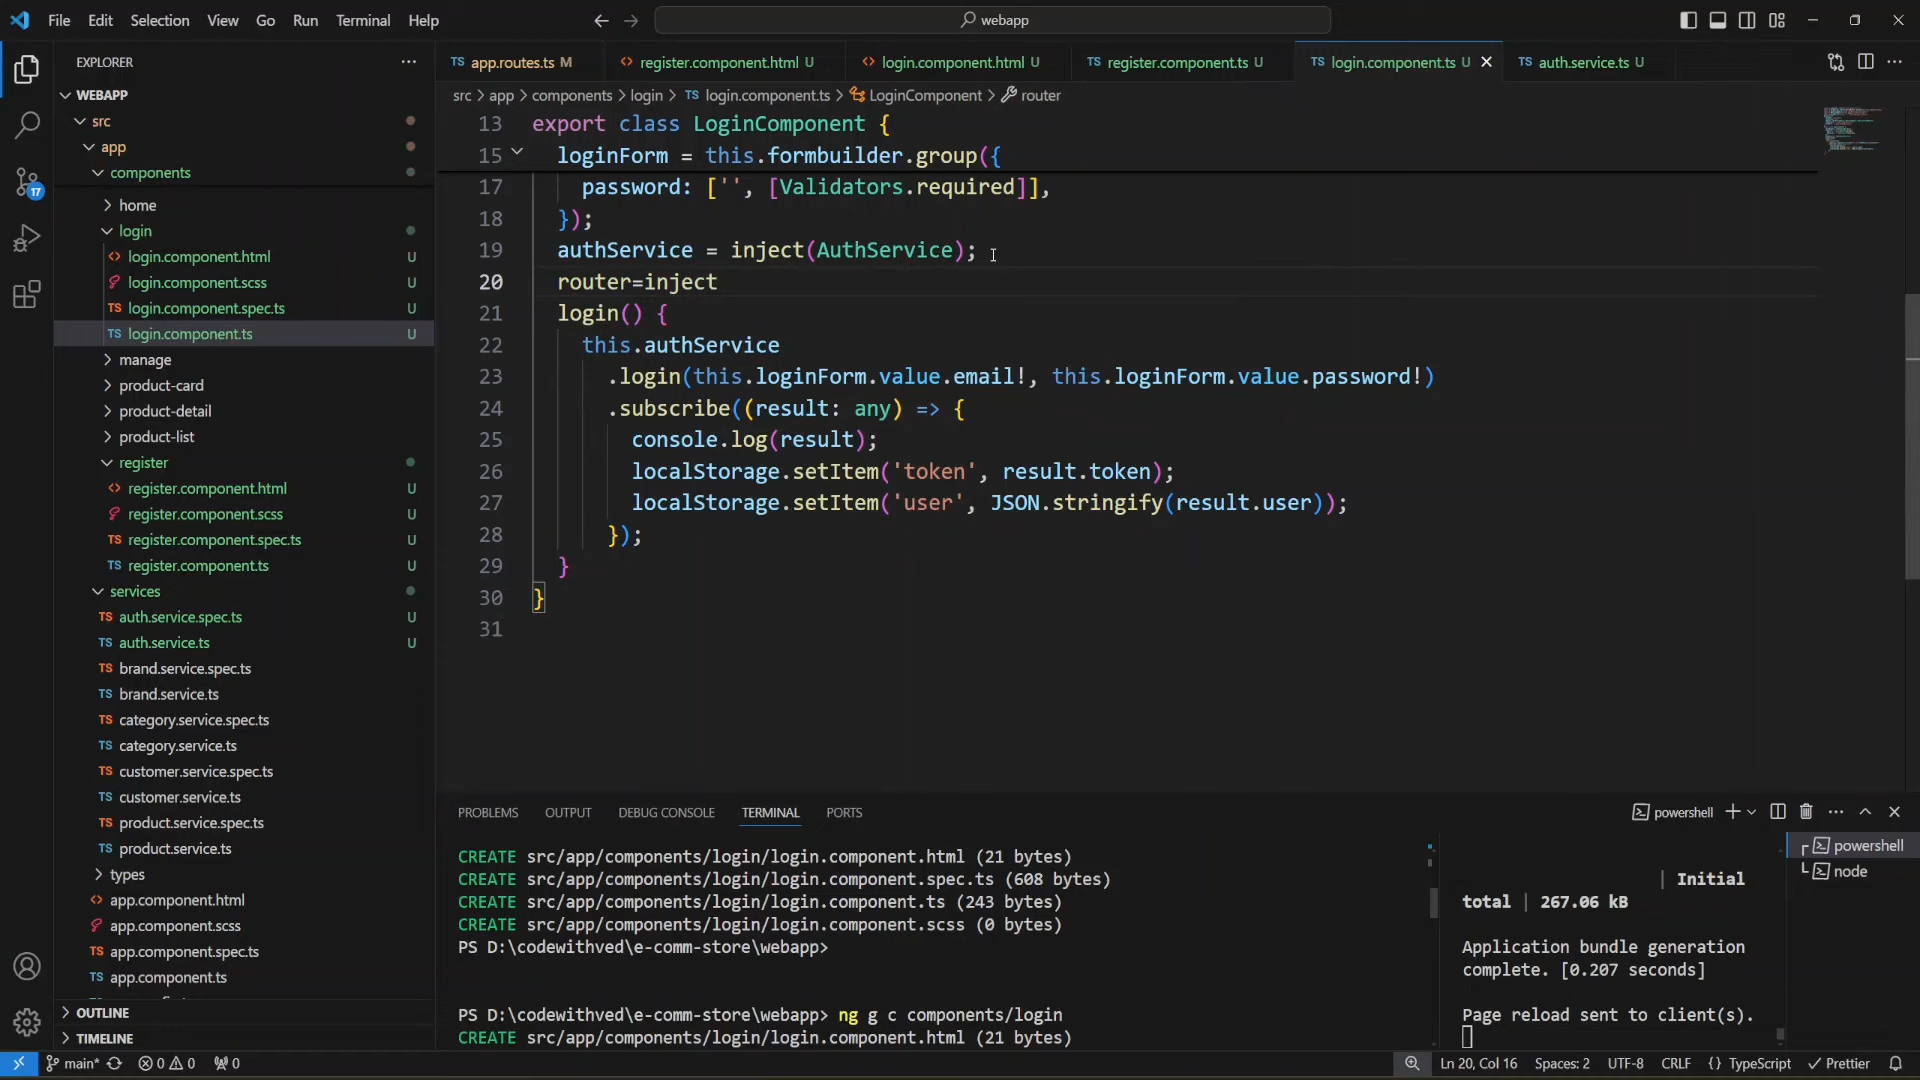 File Edit Selection View Go Run Terminal Help
webapp
EXPLORER
WEBAPP
src
app
components
home
login
login.component.html U
login.component.scss U
login.component.spec.ts U
login.component.ts U
manage
product-card
product-detail
product-list
register
register.component.html U
register.component.scss U
register.component.spec.ts U
register.component.ts U
services
auth.service.spec.ts U
auth.service.ts U
brand.service.spec.ts
brand.service.ts
category.service.spec.ts
category.service.ts
customer.service.spec.ts
customer.service.ts
product.service.spec.ts
product.service.ts
types
app.component.html
app.component.scss
app.component.spec.ts
app.component.ts
OUTLINE
TIMELINE
17
TS app.routes.ts M
register.component.html U
login.component.html U
TS register.component.ts U
TS login.component.ts U
TS auth.service.ts U
src > app > components > login > TS login.component.ts > LoginComponent > router
13 export class LoginComponent {
15 loginForm = this.formbuilder.group({
17 password: ['', [Validators.required]],
18 });
19 authService = inject(AuthService);
20 router=inject
21 login() {
22 this.authService
23 .login(this.loginForm.value.email!, this.loginForm.value.password!)
24 .subscribe((result: any) => {
25 console.log(result);
26 localStorage.setItem('token', result.token);
27 localStorage.setItem('user', JSON.stringify(result.user));
28 });
29 }
30 }
31
PROBLEMS OUTPUT DEBUG CONSOLE TERMINAL PORTS
powershell
CREATE src/app/components/login/login.component.html (21 bytes)
CREATE src/app/components/login/login.component.spec.ts (608 bytes)
CREATE src/app/components/login/login.component.ts (243 bytes)
CREATE src/app/components/login/login.component.scss (0 bytes)
PS D:\codewithved\e-comm-store\webapp>
PS D:\codewithved\e-comm-store\webapp> ng g c components/login
CREATE src/app/components/login/login.component.html (21 bytes)
| Initial
total | 267.06 kB
Application bundle generation
complete. [0.207 seconds]
Page reload sent to client(s).
powershell
node
main* 0 0 0
Ln 20, Col 16 Spaces: 2 UTF-8 CRLF {} TypeScript Prettier